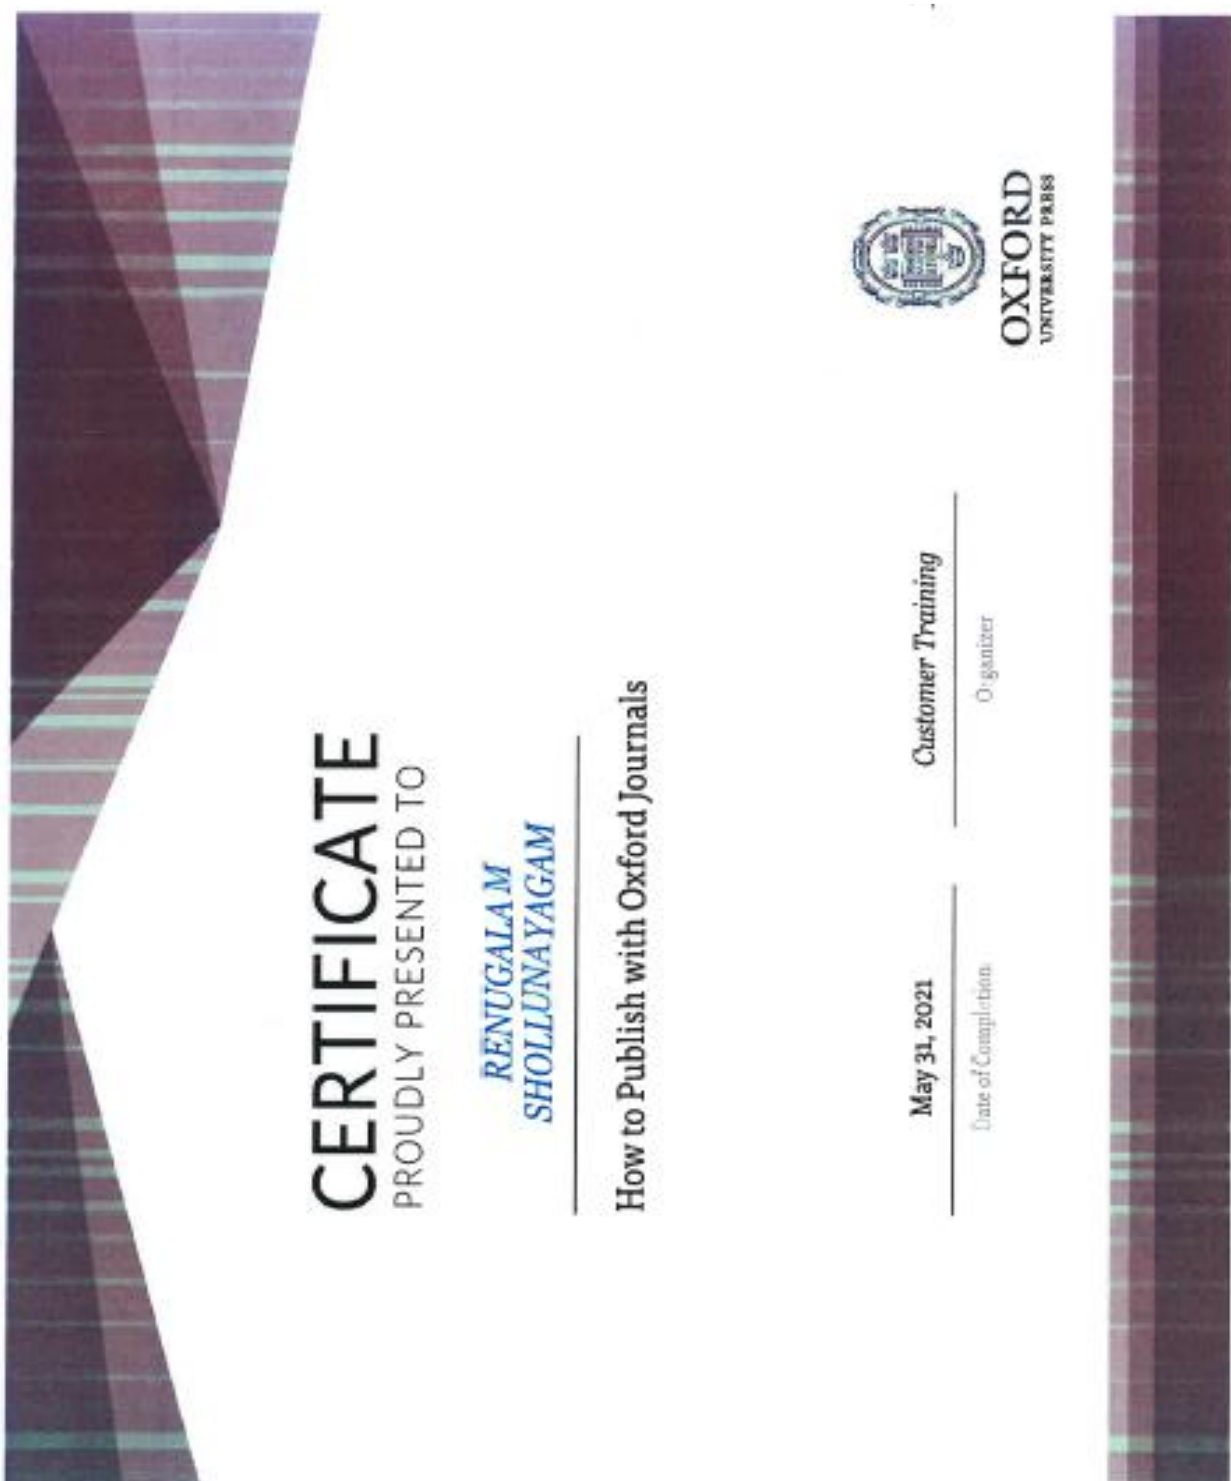 CERTIFICATE
PROUDLY PRESENTED TO
RENUGALA M
SHOLLUNAYAGAM
How to Publish with Oxford Journals
May 31, 2021
Customer Training
Date of Completion
Organizer
OXFORD
UNIVERSITY PRESS